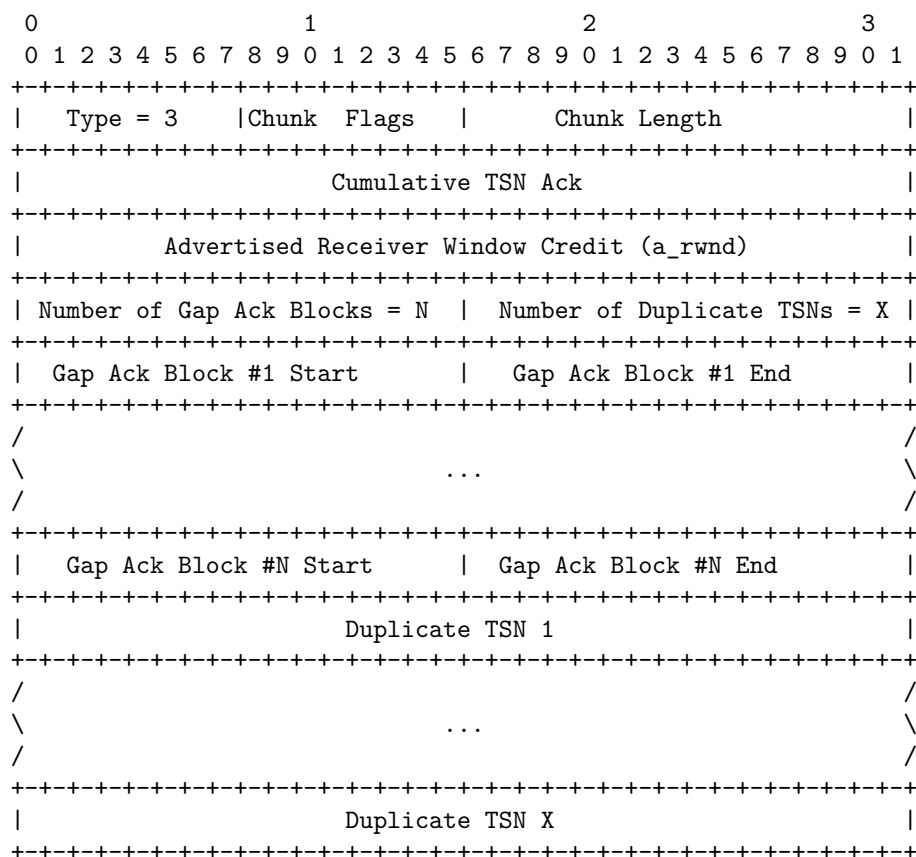 0                   1                   2                   3
 0 1 2 3 4 5 6 7 8 9 0 1 2 3 4 5 6 7 8 9 0 1 2 3 4 5 6 7 8 9 0 1
+-+-+-+-+-+-+-+-+-+-+-+-+-+-+-+-+-+-+-+-+-+-+-+-+-+-+-+-+-+-+-+-+
|   Type = 3    |Chunk  Flags   |      Chunk Length             |
+-+-+-+-+-+-+-+-+-+-+-+-+-+-+-+-+-+-+-+-+-+-+-+-+-+-+-+-+-+-+-+-+
|                      Cumulative TSN Ack                       |
+-+-+-+-+-+-+-+-+-+-+-+-+-+-+-+-+-+-+-+-+-+-+-+-+-+-+-+-+-+-+-+-+
|          Advertised Receiver Window Credit (a_rwnd)           |
+-+-+-+-+-+-+-+-+-+-+-+-+-+-+-+-+-+-+-+-+-+-+-+-+-+-+-+-+-+-+-+-+
| Number of Gap Ack Blocks = N  |  Number of Duplicate TSNs = X |
+-+-+-+-+-+-+-+-+-+-+-+-+-+-+-+-+-+-+-+-+-+-+-+-+-+-+-+-+-+-+-+-+
|  Gap Ack Block #1 Start       |   Gap Ack Block #1 End        |
+-+-+-+-+-+-+-+-+-+-+-+-+-+-+-+-+-+-+-+-+-+-+-+-+-+-+-+-+-+-+-+-+
/                                                               /
\                              ...                              \
/                                                               /
+-+-+-+-+-+-+-+-+-+-+-+-+-+-+-+-+-+-+-+-+-+-+-+-+-+-+-+-+-+-+-+-+
|   Gap Ack Block #N Start      |  Gap Ack Block #N End         |
+-+-+-+-+-+-+-+-+-+-+-+-+-+-+-+-+-+-+-+-+-+-+-+-+-+-+-+-+-+-+-+-+
|                       Duplicate TSN 1                         |
+-+-+-+-+-+-+-+-+-+-+-+-+-+-+-+-+-+-+-+-+-+-+-+-+-+-+-+-+-+-+-+-+
/                                                               /
\                              ...                              \
/                                                               /
+-+-+-+-+-+-+-+-+-+-+-+-+-+-+-+-+-+-+-+-+-+-+-+-+-+-+-+-+-+-+-+-+
|                       Duplicate TSN X                         |
+-+-+-+-+-+-+-+-+-+-+-+-+-+-+-+-+-+-+-+-+-+-+-+-+-+-+-+-+-+-+-+-+